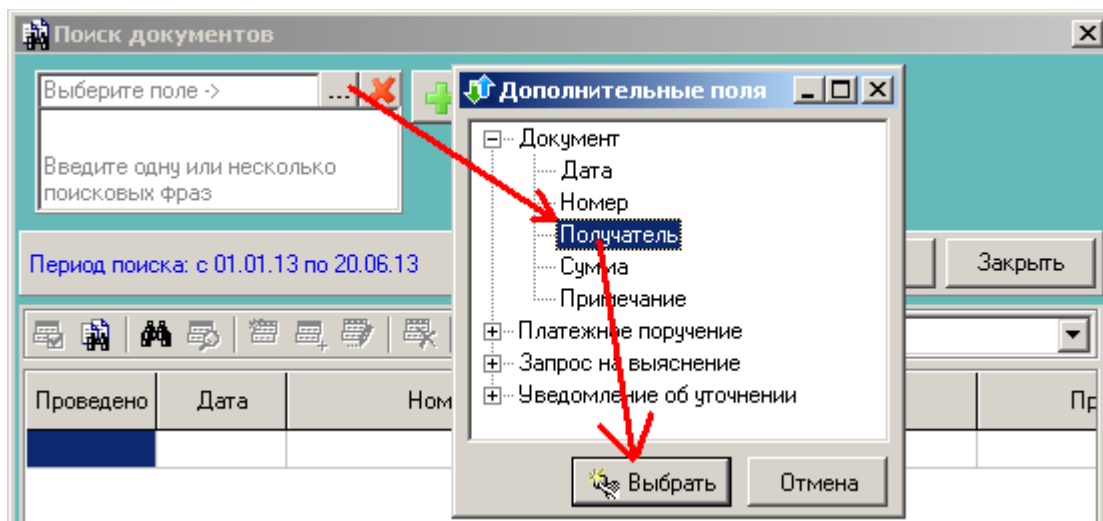 Поиск документов
Выберите поле ->
...
Введите одну или несколько
поисковых фраз
Дополнительные поля
Документ
Дата
Номер
Получатель
Сумма
Примечание
Платежное поручение
Запрос на выяснение
Уведомление об уточнении
Выбрать
Отмена
Период поиска: с 01.01.13 по 20.06.13
Закрыть
Проведено
Дата
Ном
Пр